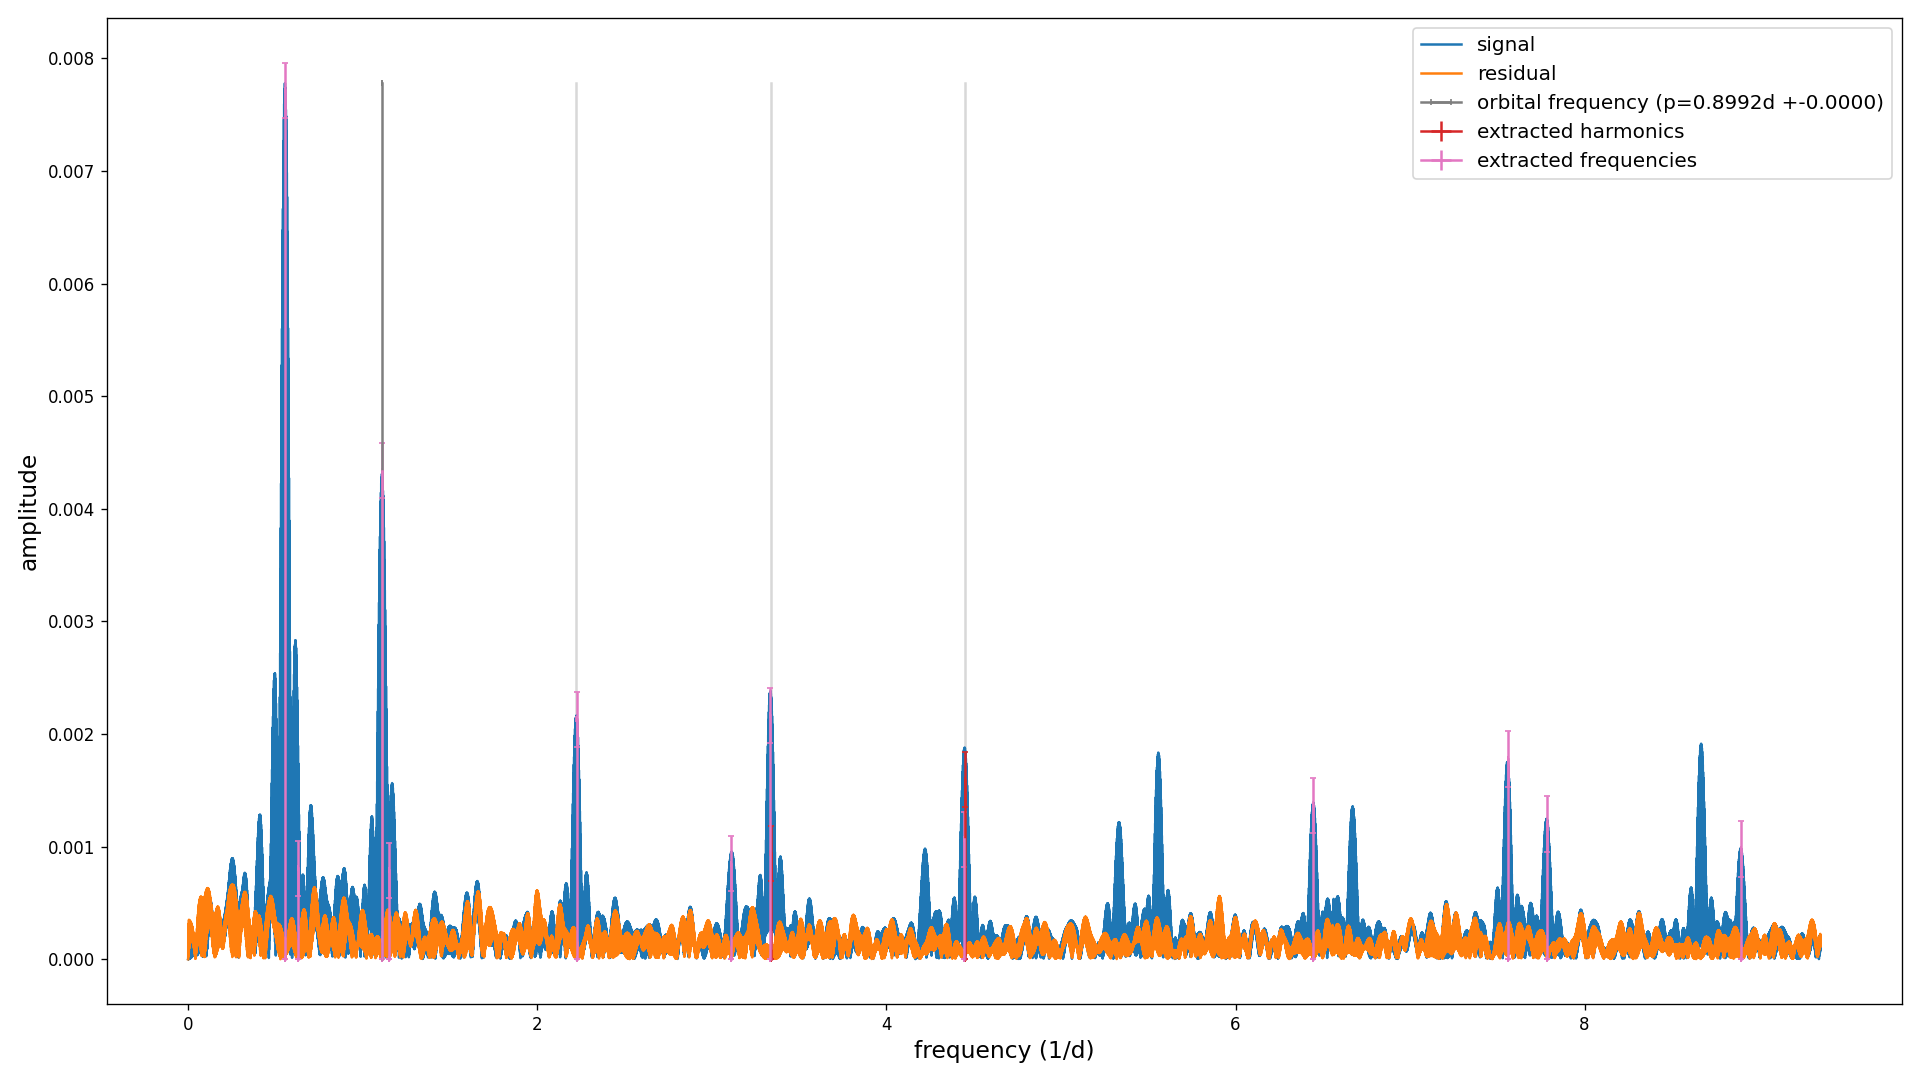 signal
residual
orbital frequency (p=0.8992d +-0.0000)
extracted harmonics
extracted frequencies
amplitude
0.008
0.007
0.006
0.005
0.004
0.003
0.002
0.001
0.000
0 2 4 6 8
frequency (1/d)